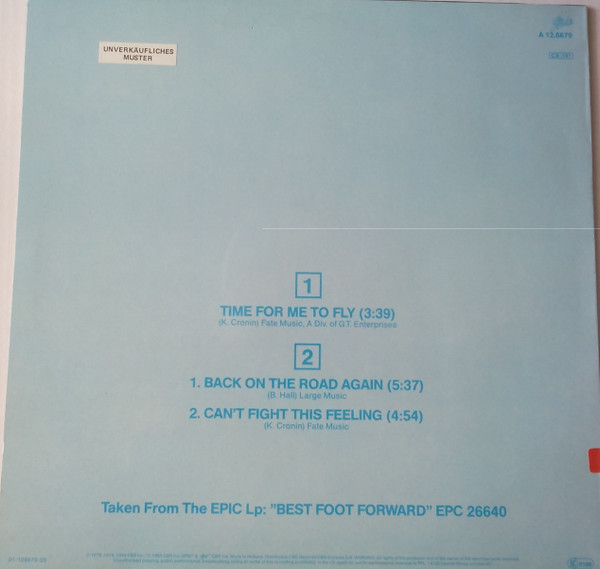 UNVERKÄUFLICHES
MUSTER
A 12.6679
1
TIME FOR ME TO FLY (3:39)
(K. Cronin) Fate Music, A Div. of G.T. Enterprises
2
1. BACK ON THE ROAD AGAIN (5:37)
(B. Hall) Large Music
2. CAN'T FIGHT THIS FEELING (4:54)
(K. Cronin) Fate Music
Taken From The EPIC Lp: "BEST FOOT FORWARD" EPC 26640